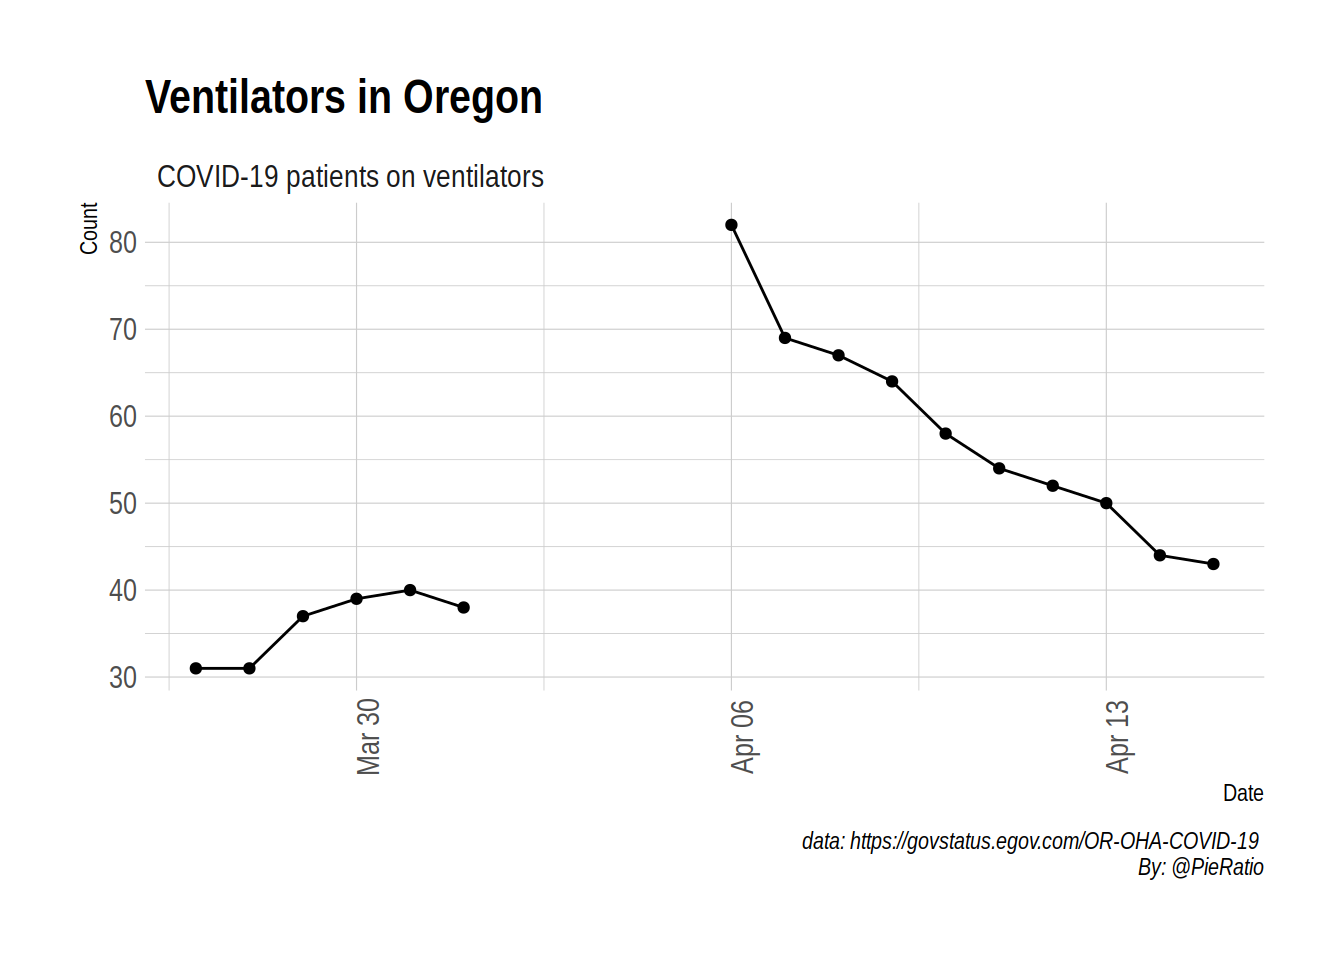 Ventilators in Oregon
COVID-19 patients on ventilators
Count
80
70
60
50
40
30
Mar 30
Apr 06
Apr 13
Date
data: https://govstatus.egov.com/OR-OHA-COVID-19
By: @PieRatio